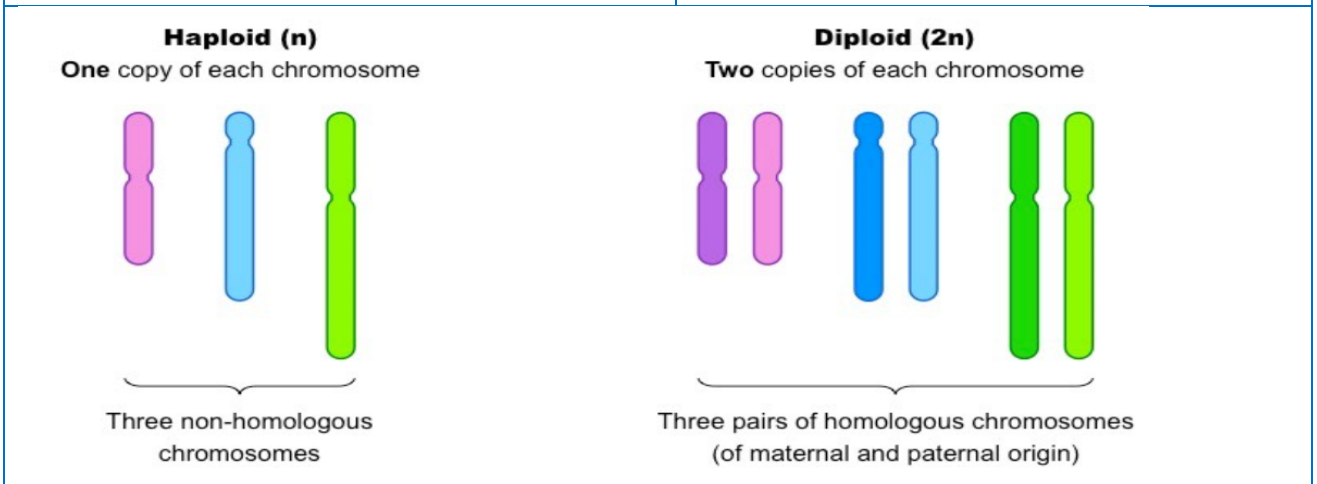 Haploid (n)
One copy of each chromosome
Three non-homologous
chromosomes
Diploid (2n)
Two copies of each chromosome
Three pairs of homologous chromosomes
(of maternal and paternal origin)